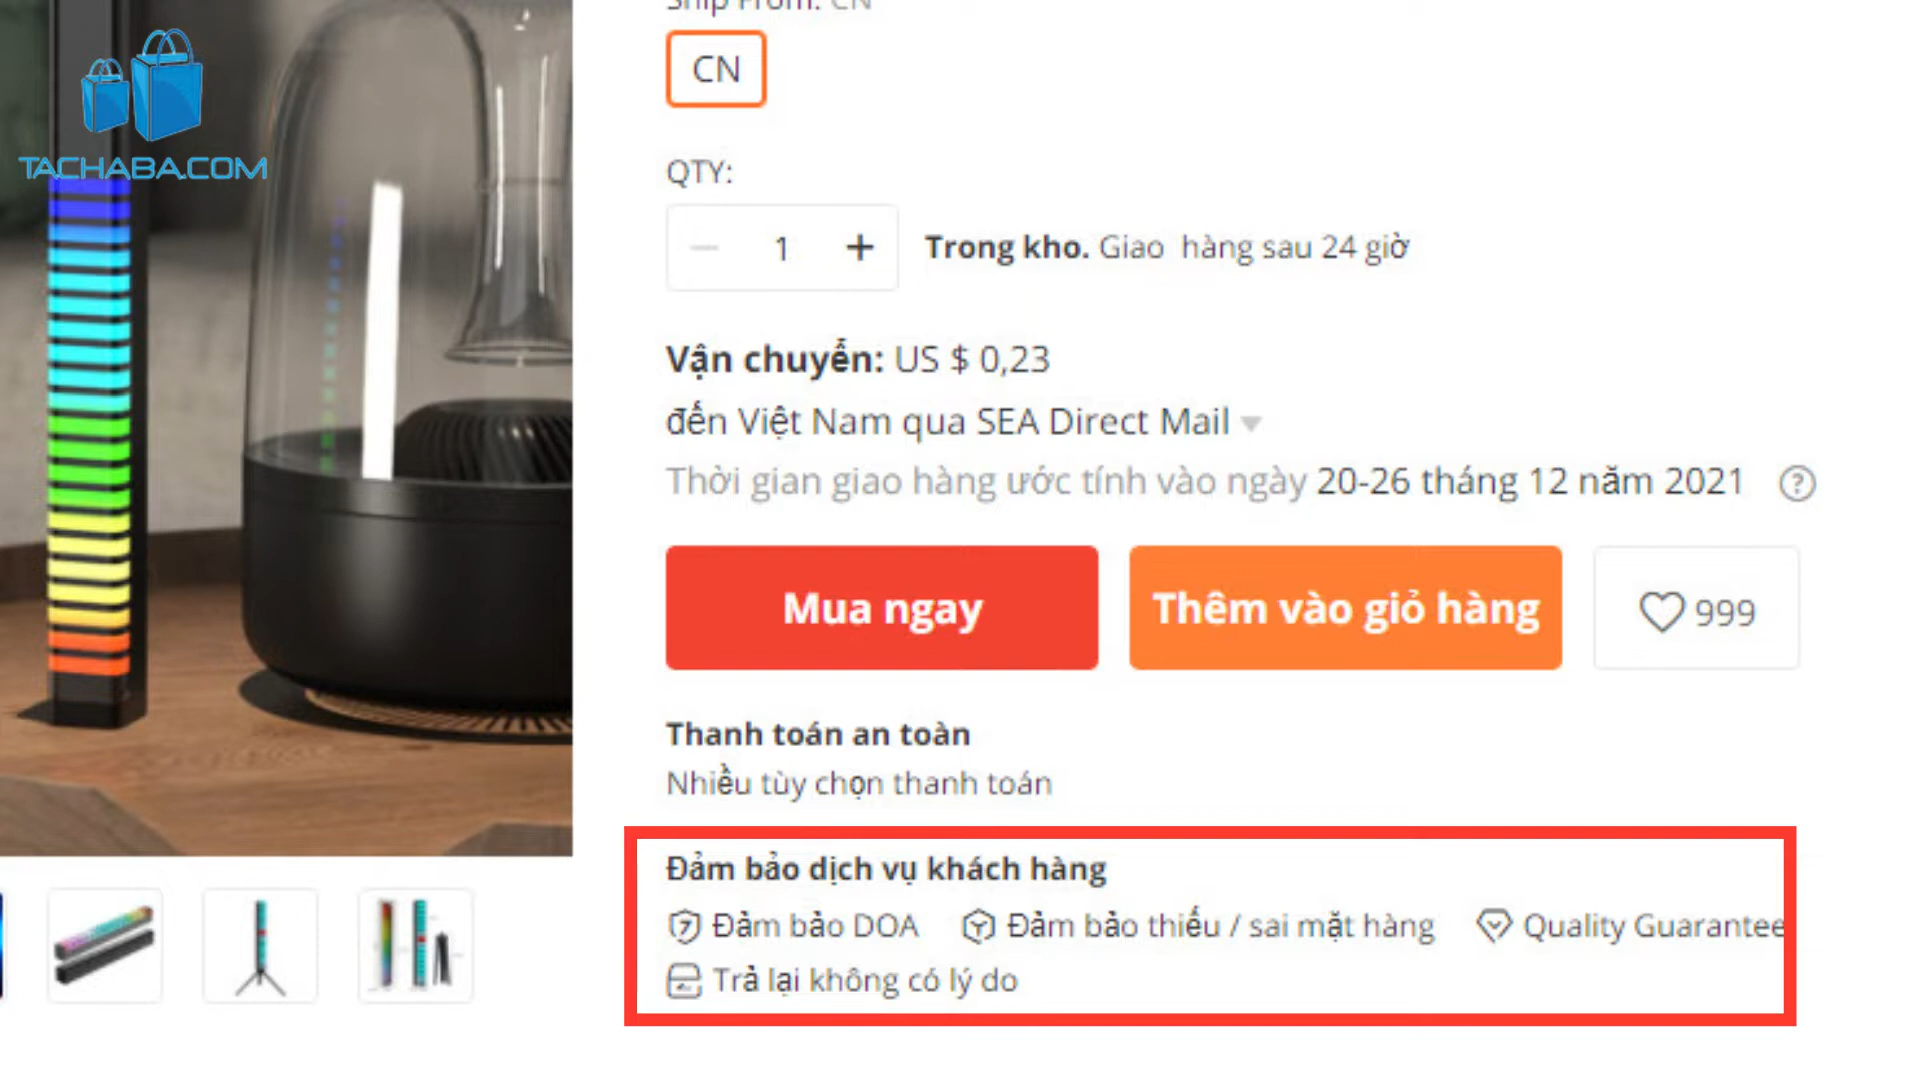 TACHABA.COM
Ship From: CN
CN
QTY:
1
Trong kho. Giao hàng sau 24 giờ
Vận chuyển: US $ 0,23
đến Việt Nam qua SEA Direct Mail
Thời gian giao hàng ước tính vào ngày 20-26 tháng 12 năm 2021
Mua ngay
Thêm vào giỏ hàng
999
Thanh toán an toàn
Nhiều tùy chọn thanh toán
Đảm bảo dịch vụ khách hàng
Đảm bảo DOA
Đảm bảo thiếu / sai mặt hàng
Quality Guarantee
Trả lại không có lý do